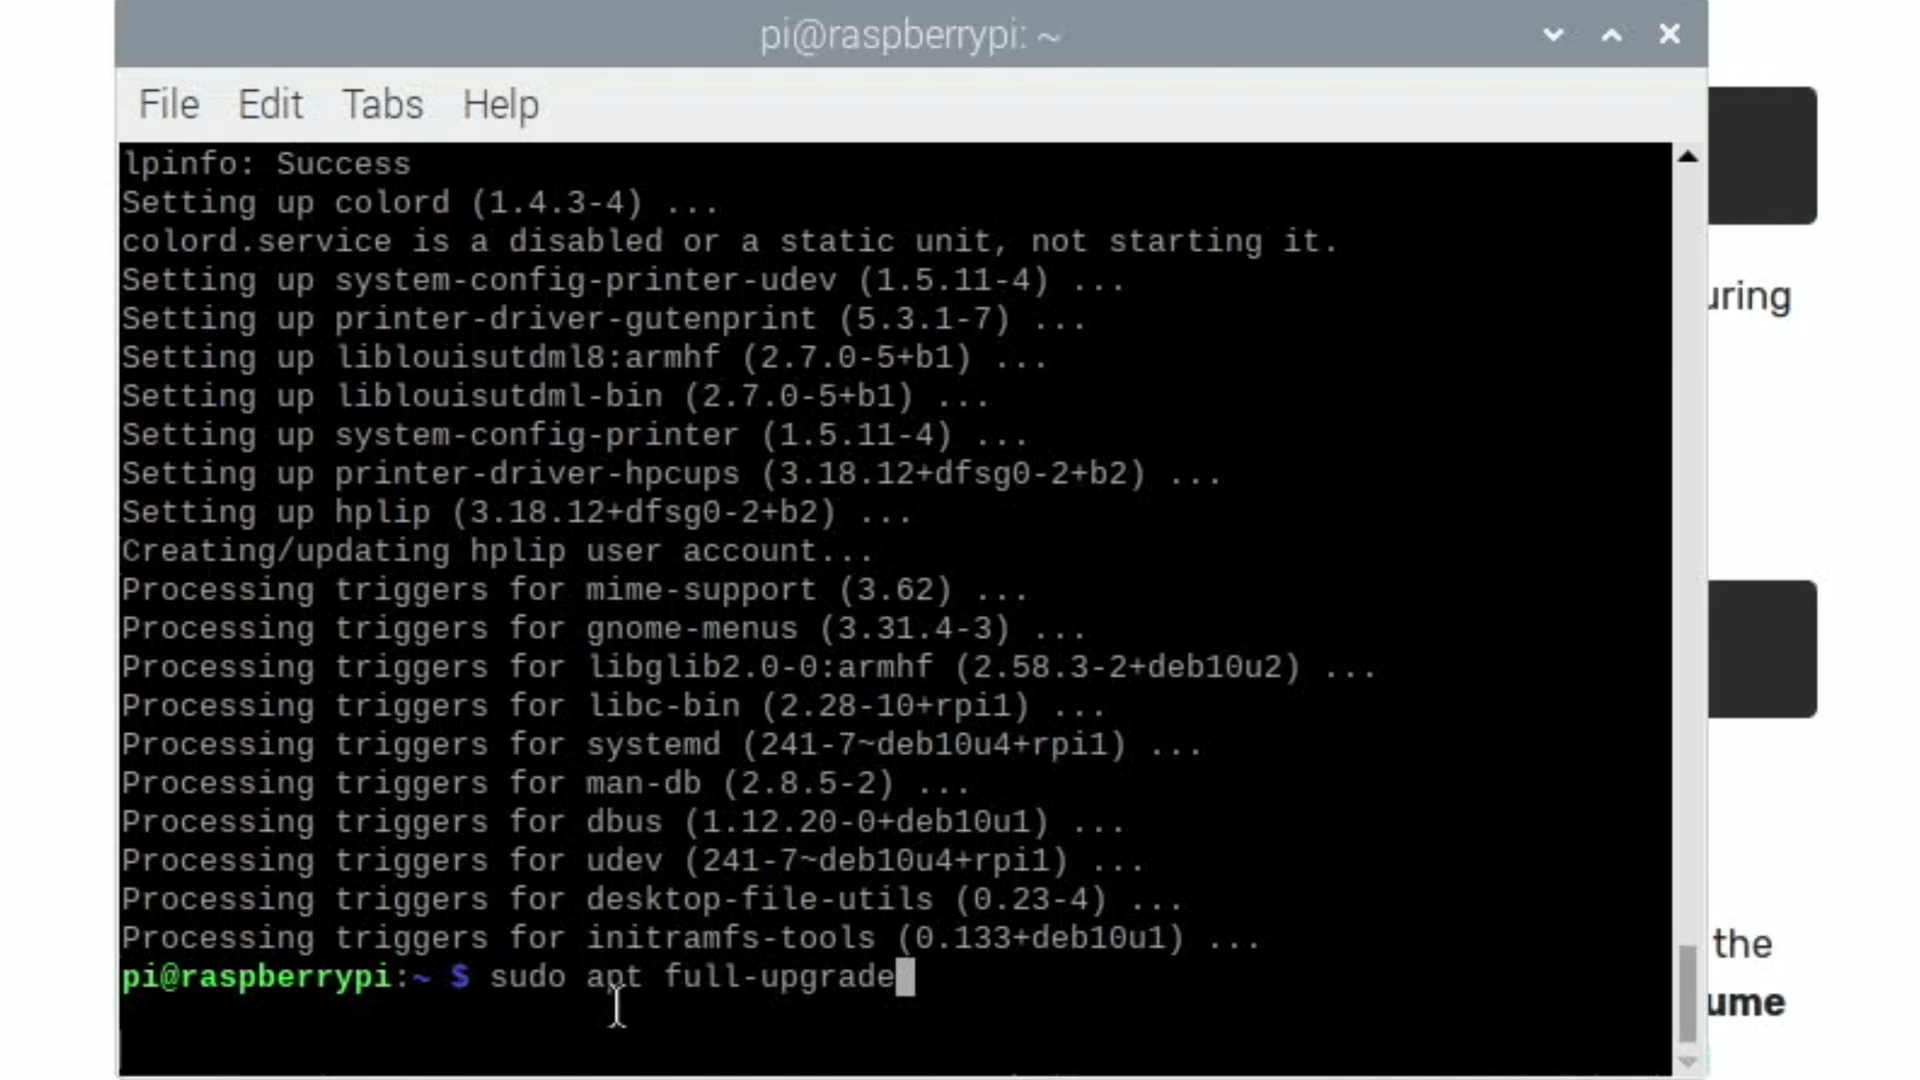 pi@raspberrypi: ~
File Edit Tabs Help
lpinfo: Success
Setting up colord (1.4.3-4) ...
colord.service is a disabled or a static unit, not starting it.
Setting up system-config-printer-udev (1.5.11-4) ...
Setting up printer-driver-gutenprint (5.3.1-7) ...
Setting up liblouisutdml8:armhf (2.7.0-5+b1) ...
Setting up liblouisutdml-bin (2.7.0-5+b1) ...
Setting up system-config-printer (1.5.11-4) ...
Setting up printer-driver-hpcups (3.18.12+dfsg0-2+b2) ...
Setting up hplip (3.18.12+dfsg0-2+b2) ...
Creating/updating hplip user account...
Processing triggers for mime-support (3.62) ...
Processing triggers for gnome-menus (3.31.4-3) ...
Processing triggers for libglib2.0-0:armhf (2.58.3-2+deb10u2) ...
Processing triggers for libc-bin (2.28-10+rpi1) ...
Processing triggers for systemd (241-7~deb10u4+rpi1) ...
Processing triggers for man-db (2.8.5-2) ...
Processing triggers for dbus (1.12.20-0+deb10u1) ...
Processing triggers for udev (241-7~deb10u4+rpi1) ...
Processing triggers for desktop-file-utils (0.23-4) ...
Processing triggers for initramfs-tools (0.133+deb10u1) ...
pi@raspberrypi:~ $ sudo apt full-upgrade
uring
the
ume